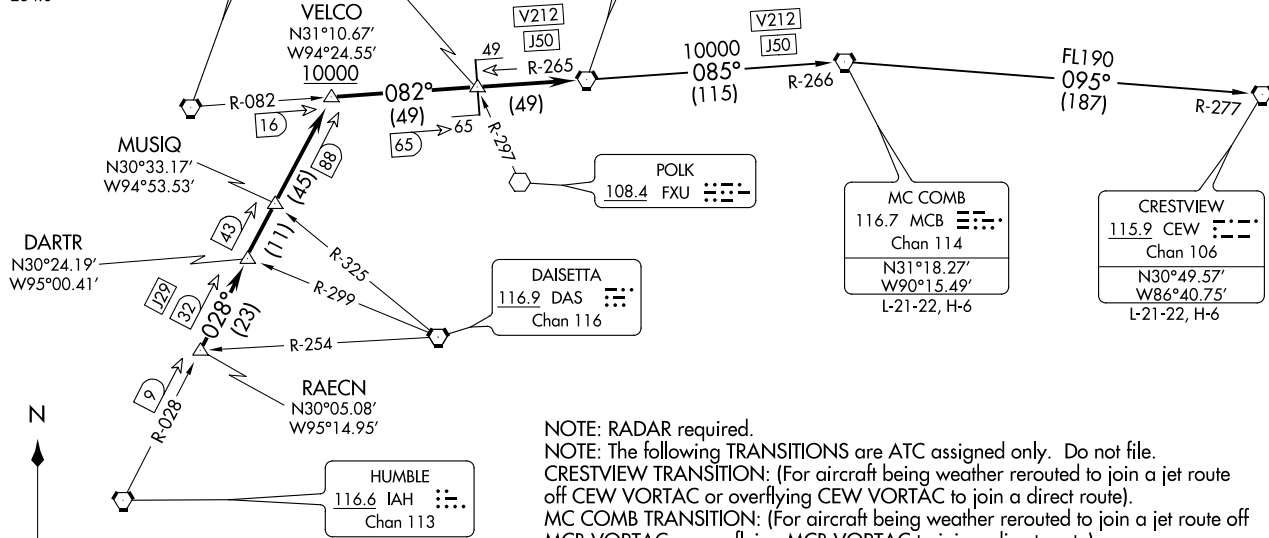 VELCO
N31°10.67'
W94°24.55'
10000
V212
J50
49
R-265
10000
085°
(115)
V212
J50
R-266
FL190
095°
(187)
R-277
R-082
16
082°
(49)
65
65
(49)
R-297
MUSIQ
N30°33.17'
W94°53.53'
88
(45)
43
(11)
POLK
108.4 FXU
MC COMB
116.7 MCB
Chan 114
N31°18.27'
W90°15.49'
L-21-22, H-6
CRESTVIEW
115.9 CEW
Chan 106
N30°49.57'
W86°40.75'
L-21-22, H-6
DARTR
N30°24.19'
W95°00.41'
R-325
R-299
DAISETTA
116.9 DAS
Chan 116
J29
32
028°
(23)
R-254
RAECN
N30°05.08'
W95°14.95'
9
R-028
N
HUMBLE
116.6 IAH
Chan 113
NOTE: RADAR required.
NOTE: The following TRANSITIONS are ATC assigned only. Do not file.
CRESTVIEW TRANSITION: (For aircraft being weather rerouted to join a jet route
off CEW VORTAC or overflying CEW VORTAC to join a direct route).
MC COMB TRANSITION: (For aircraft being weather rerouted to join a jet route off